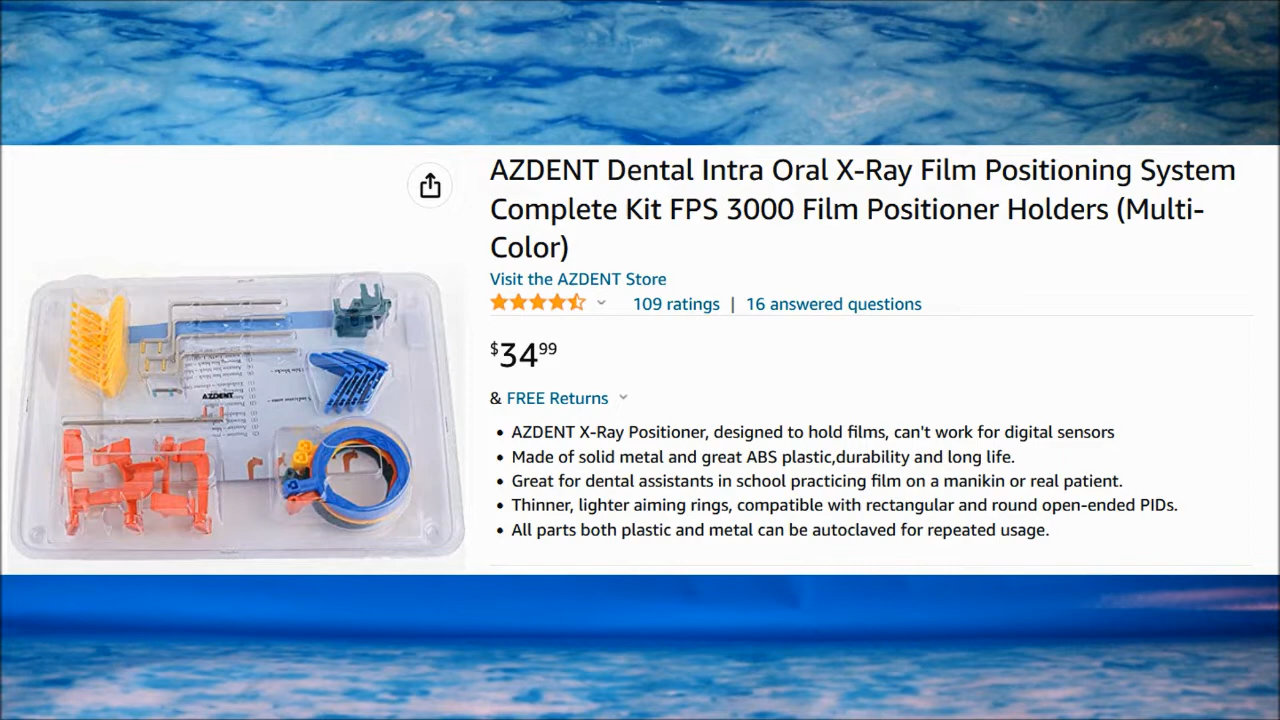 AZDENT Dental Intra Oral X-Ray Film Positioning System
Complete Kit FPS 3000 Film Positioner Holders (Multi-
Color)
Visit the AZDENT Store
109 ratings | 16 answered questions
$34.99
& FREE Returns
• AZDENT X-Ray Positioner, designed to hold films, can't work for digital sensors
• Made of solid metal and great ABS plastic,durability and long life.
• Great for dental assistants in school practicing film on a manikin or real patient.
• Thinner, lighter aiming rings, compatible with rectangular and round open-ended PIDs.
• All parts both plastic and metal can be autoclaved for repeated usage.
AZDENT